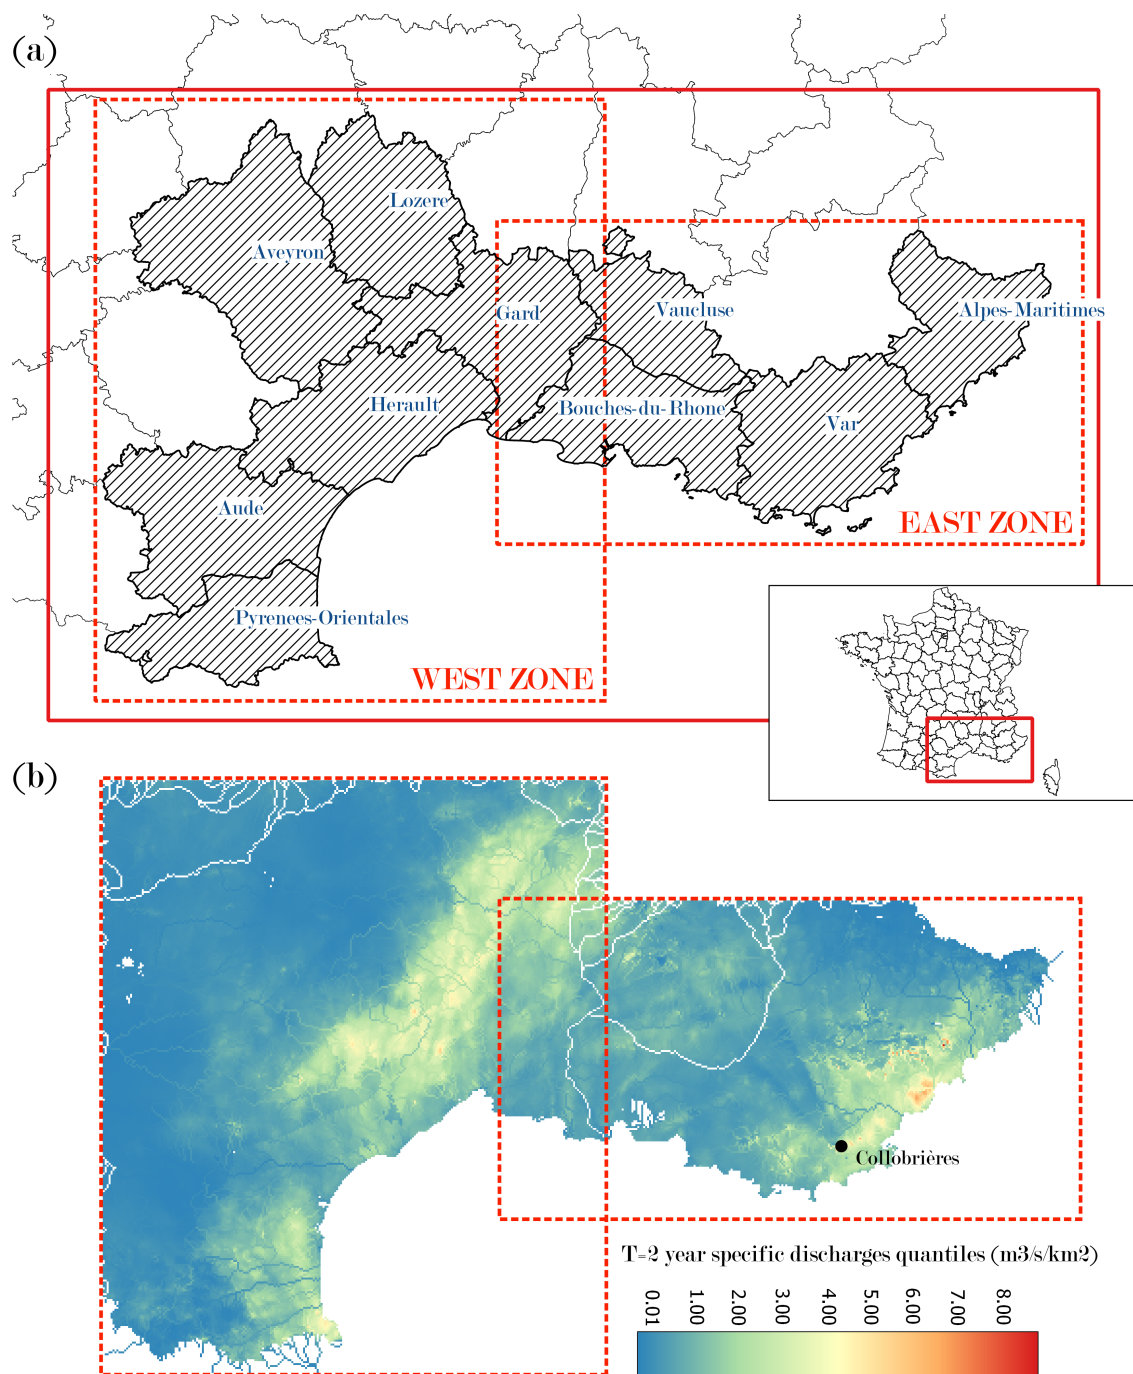 (a)
Lozere
Aveyron
Gard
Vaucluse
Alpes-Maritimes
Herault
Bouches-du-Rhone
Var
Aude
EAST ZONE
Pyrenees-Orientales
WEST ZONE
(b)
Collobrières
T=2 year specific discharges quantiles (m3/s/km2)
0.01
1.00
2.00
3.00
4.00
5.00
6.00
7.00
8.00